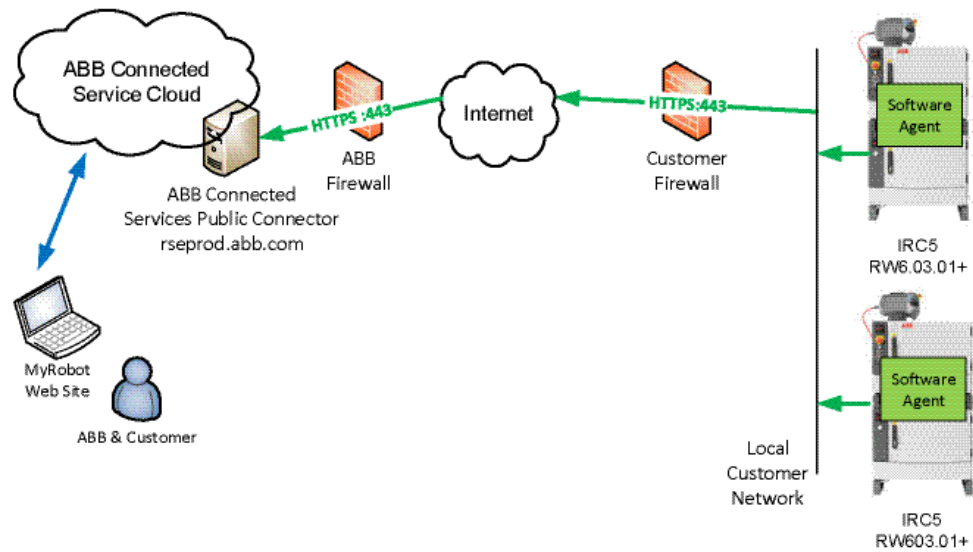 ABB Connected
Service Cloud
HTTPS :443
ABB
Firewall
Internet
HTTPS:443
Customer
Firewall
ABB Connected
Services Public Connector
rseprod.abb.com
MyRobot
Web Site
ABB & Customer
Local
Customer
Network
ABB
Software
Agent
IRC5
RW6.03.01+
ABB
Software
Agent
IRC5
RW603.01+